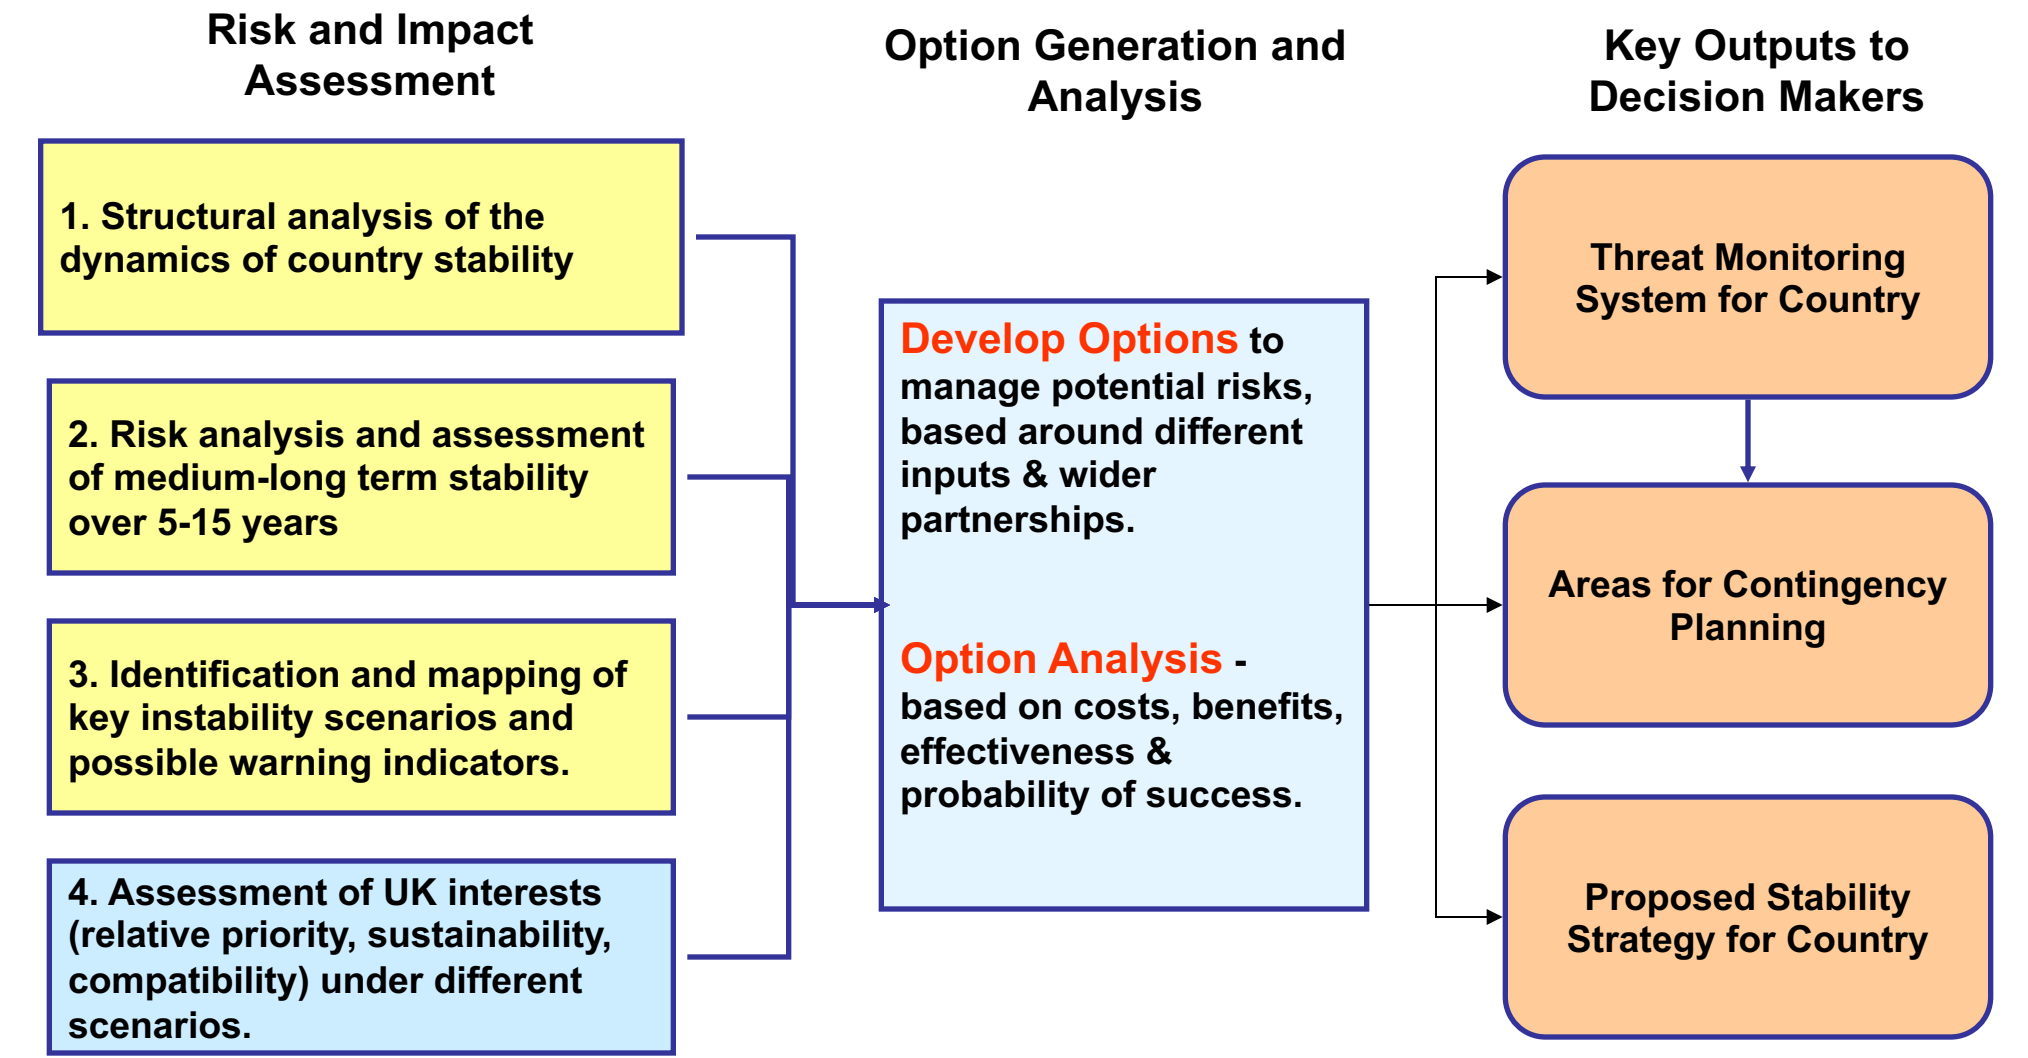 Risk and Impact
Assessment
Option Generation and
Analysis
Key Outputs to
Decision Makers
1. Structural analysis of the
dynamics of country stability
2. Risk analysis and assessment
of medium-long term stability
over 5-15 years
3. Identification and mapping of
key instability scenarios and
possible warning indicators.
4. Assessment of UK interests
(relative priority, sustainability,
compatibility) under different
scenarios.
Develop Options to
manage potential risks,
based around different
inputs & wider
partnerships.
Option Analysis -
based on costs, benefits,
effectiveness &
probability of success.
Threat Monitoring
System for Country
Areas for Contingency
Planning
Proposed Stability
Strategy for Country